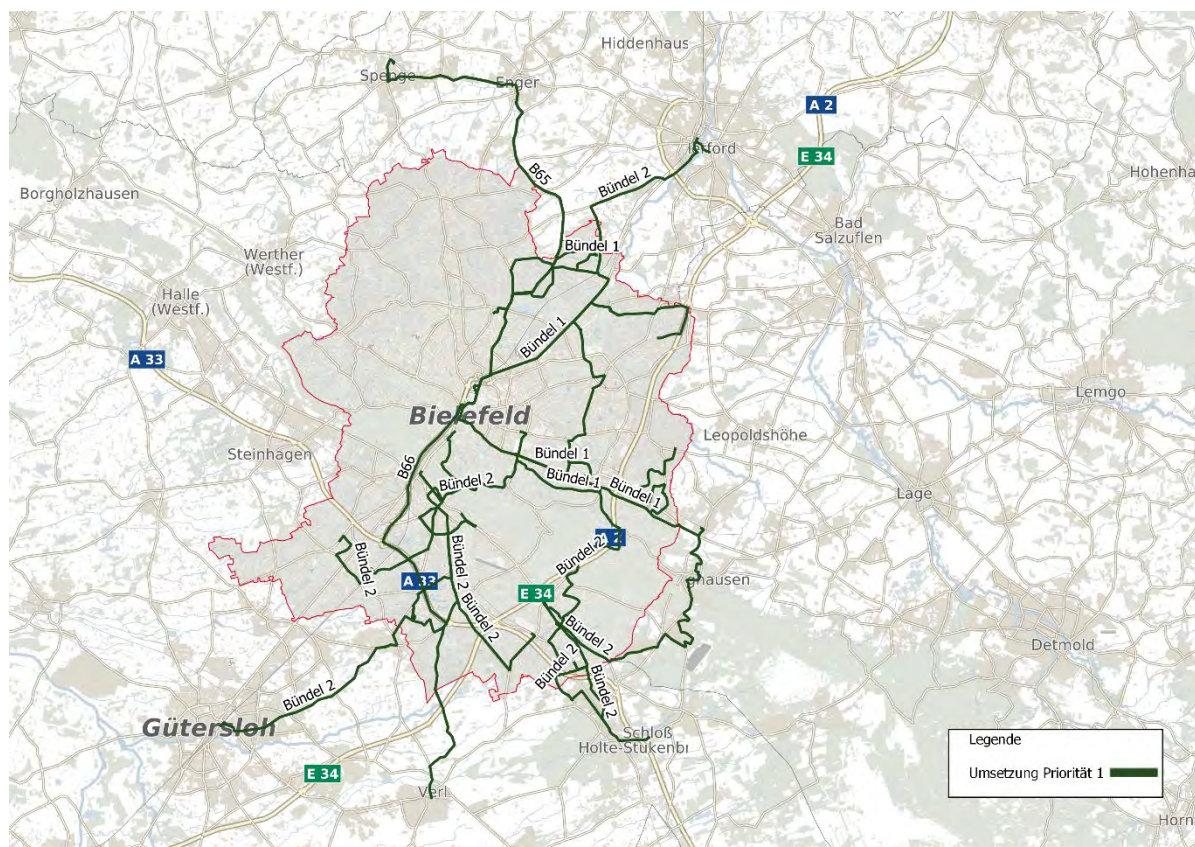 Hiddenhaus
Spenge
Enger
A 2
erford
E 34
B65
Bündel 2
Hohenha
Borgholzhausen
Bad
Salzuflen
Werther
(Westf.)
Bündel 1
Halle
(Westf.)
Bündel 1
A 33
Lemgo
Bielefeld
Leopoldshöhe
Steinhagen
Bündel 1
B66
Bündel 2
Bündel 1
Bündel 1
Lage
Bündel 2
2
Bündel 2
A 33
Bündel 2
ghausen
E 34
Bündel 2
Bündel 2
Detmold
Bündel 2
Bündel 2
Bündel 2
Gütersloh
Schloß
Holte-Stukenbr
Legende
Umsetzung Priorität 1
E 34
Verl
Horn